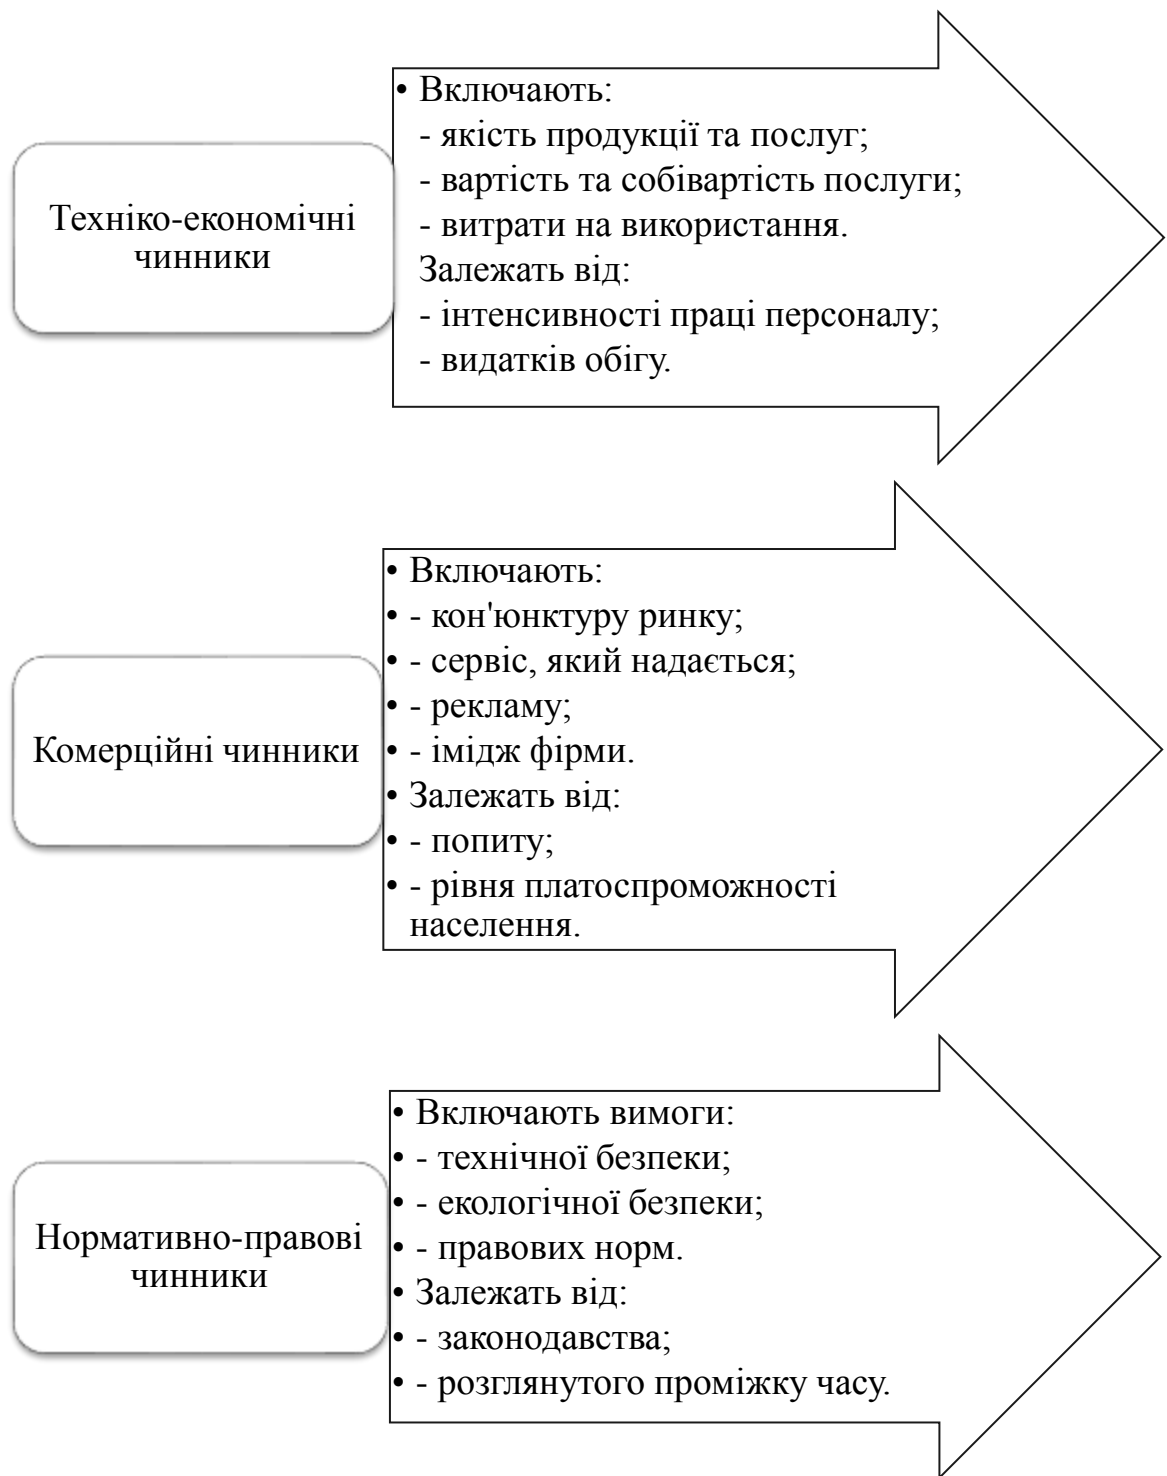 Техніко-економічні
чинники
• Включають:
- якість продукції та послуг;
- вартість та собівартість послуги;
- витрати на використання.
Залежать від:
- інтенсивності праці персоналу;
- видатків обігу.
Комерційні чинники
• Включають:
• - кон'юнктуру ринку;
• - сервіс, який надається;
• - рекламу;
• - імідж фірми.
• Залежать від:
• - попиту;
• - рівня платоспроможності
населення.
Нормативно-правові
чинники
• Включають вимоги:
• - технічної безпеки;
• - екологічної безпеки;
• - правових норм.
• Залежать від:
• - законодавства;
• - розглянутого проміжку часу.